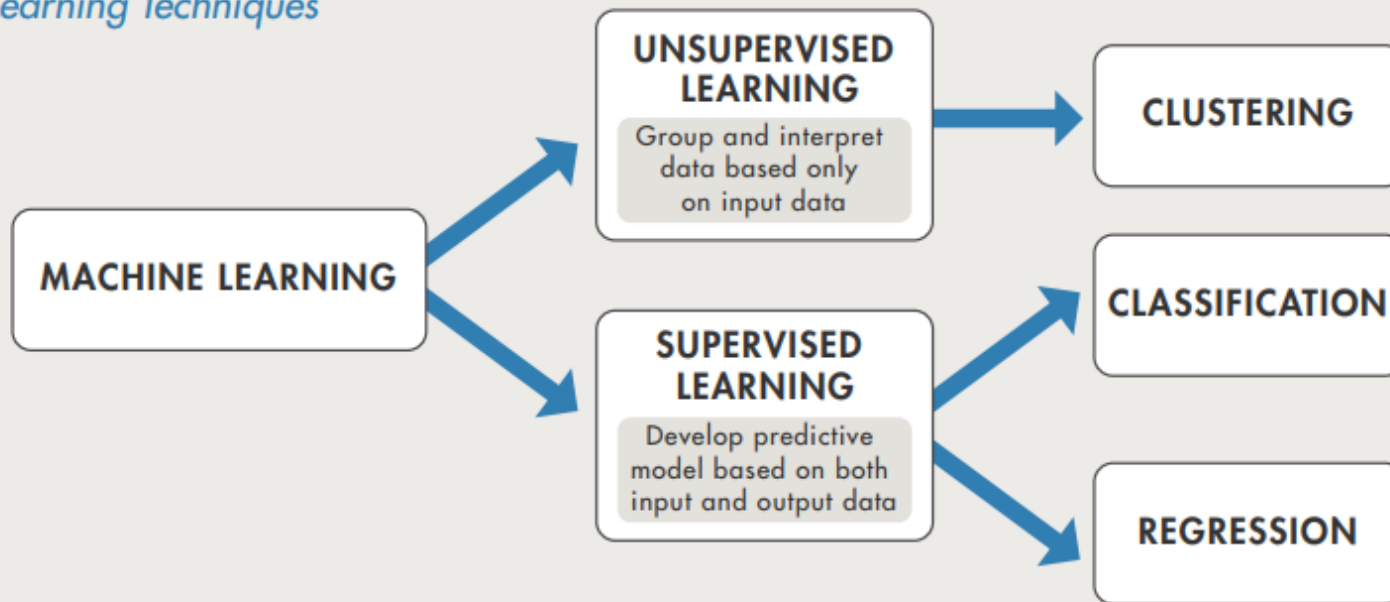 earning Techniques
UNSUPERVISED
LEARNING
Group and interpret
data based only
on input data
CLUSTERING
MACHINE LEARNING
CLASSIFICATION
SUPERVISED
LEARNING
Develop predictive
model based on both
input and output data
REGRESSION